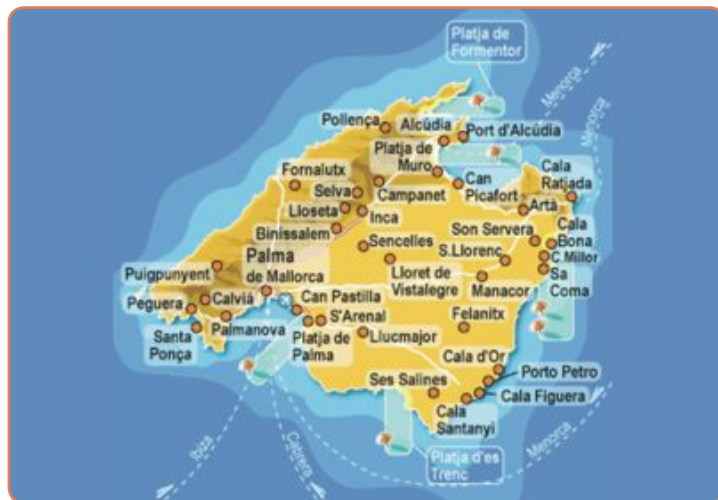 Platja de
Formentor
Menorca
Menorca
Pollença
Alcúdia
Port d'Alcúdia
Platja de
Muro
Cala
Ratjada
Fornalutx
Can
Picafort
Selva
Campanet
Artà
Lloseta
Inca
Cala
Bona
Son Servera
Binissalem
Sencelles
S.Llorenç
C.Millor
Palma
de Mallorca
Puigpunyent
Lloret de
Vistalegre
Sa
Coma
Manacor
Calvià
Can Pastilla
Peguera
S'Arenal
Felanitx
Palmanova
Santa
Ponça
Platja de
Palma
Llucmajor
Cala d'Or
Porto Petro
Ses Salines
Cala Figuera
Cala
Santanyi
Ibiza
Cabrera
Menorca
Platja d'es
Trenc